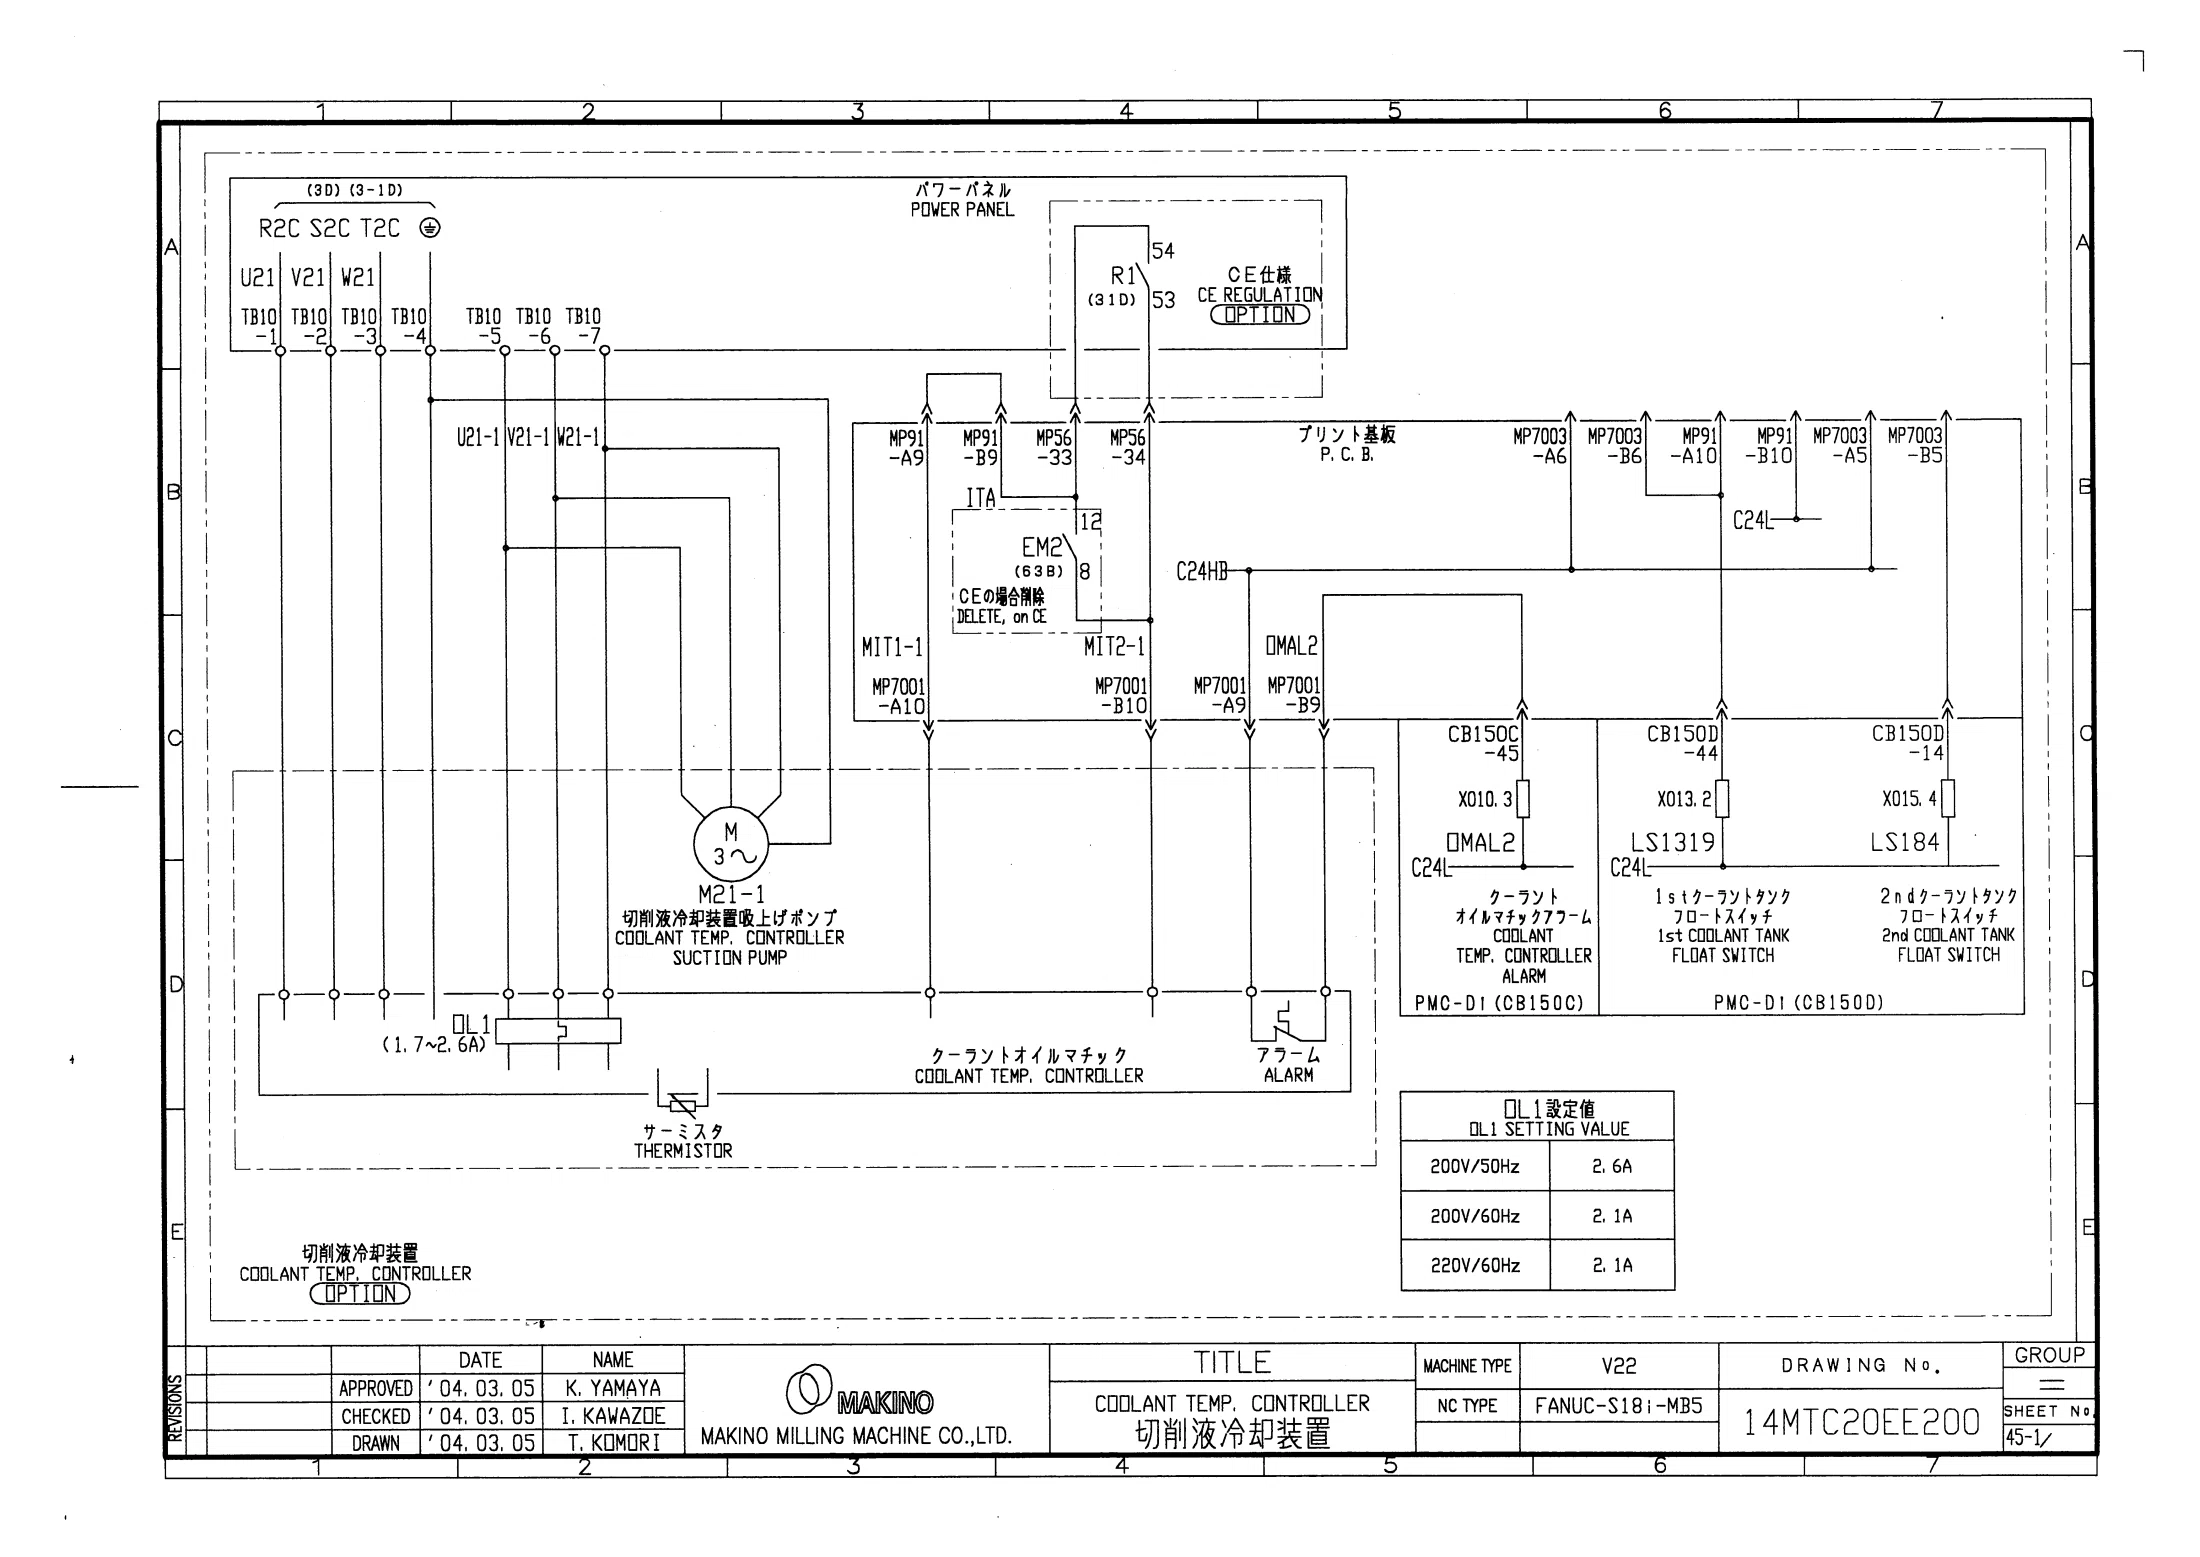 1 2 3 4 5 6 7
A A
B B
C C
D D
E E
(3D) (3-1D)
R2C S2C T2C
U21 V21 W21
TB10 TB10 TB10 TB10 TB10 TB10 TB10
-1 -2 -3 -4 -5 -6 -7
パワーパネル
POWER PANEL
54
R1
(31D)
53
CE仕様
CE REGULATION
OPTION
U21-1 V21-1 W21-1
MP91 MP91 MP56 MP56
-A9 -B9 -33 -34
プリント基板
P. C. B.
MP7003 MP7003 MP91 MP91 MP7003 MP7003
-A6 -B6 -A10 -B10 -A5 -B5
ITA
12
EM2
(63B)
8
CEの場合削除
DELETE, on CE
C24L
C24HB
MIT1-1 MIT2-1 OMAL2
MP7001 MP7001 MP7001 MP7001
-A10 -B10 -A9 -B9
CB150C CB150D CB150D
-45 -44 -14
X010. 3 X013. 2 X015. 4
OMAL2 LS1319 LS184
C24L C24L
クーラント
オイルマチックアラーム
COOLANT
TEMP. CONTROLLER
ALARM
PMC-DI (CB150C)
1stクーラントタンク
フロートスイッチ
1st COOLANT TANK
FLOAT SWITCH
2ndクーラントタンク
フロートスイッチ
2nd COOLANT TANK
FLOAT SWITCH
PMC-DI (CB150D)
M
3
M21-1
切削液冷却装置吸上げポンプ
COOLANT TEMP. CONTROLLER
SUCTION PUMP
OL1
(1. 7~2. 6A)
クーラントオイルマチック
COOLANT TEMP. CONTROLLER
アラーム
ALARM
サーミスタ
THERMISTOR
OL1設定値
OL1 SETTING VALUE
200V/50Hz 2. 6A
200V/60Hz 2. 1A
220V/60Hz 2. 1A
切削液冷却装置
COOLANT TEMP. CONTROLLER
OPTION
REVISIONS
DATE NAME
APPROVED '04. 03. 05 K. YAMAYA
CHECKED '04. 03. 05 I. KAWAZOE
DRAWN '04. 03. 05 T. KOMORI
MAKINO
MAKINO MILLING MACHINE CO.,LTD.
TITLE
COOLANT TEMP. CONTROLLER
切削液冷却装置
MACHINE TYPE V22
NC TYPE FANUC-S18i-MB5
DRAWING No.
14MTC20EE200
GROUP
=
SHEET No.
45-1/
1 2 3 4 5 6 7